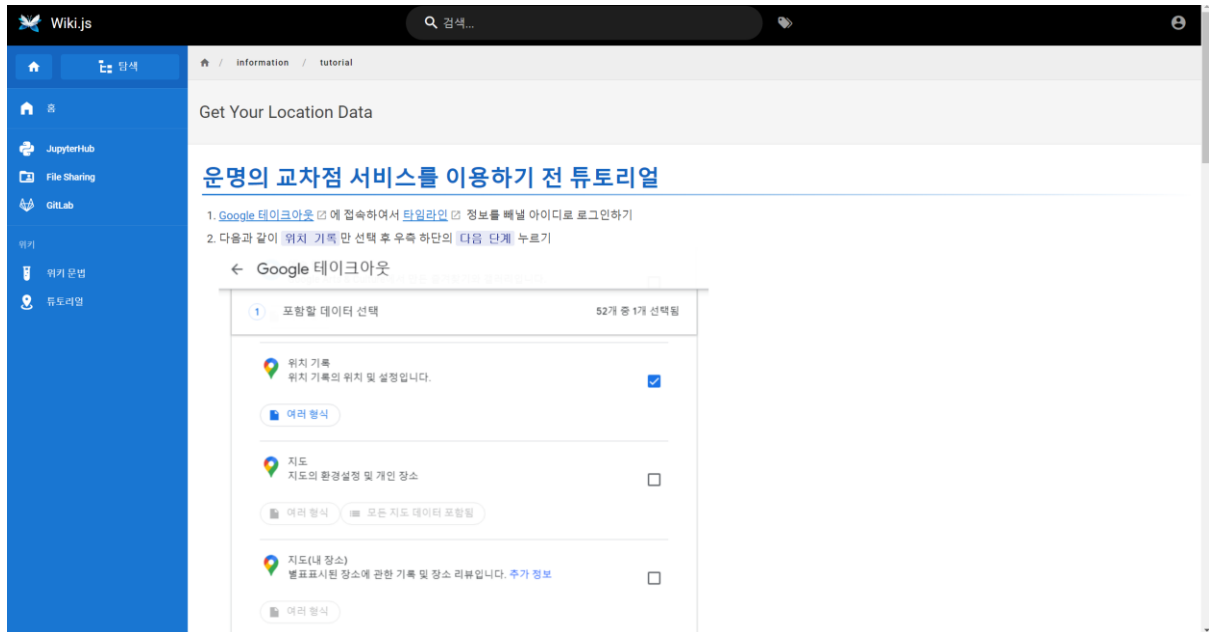 Wiki.js
검색...
탐색
/ information / tutorial
홈
Get Your Location Data
JupyterHub
File Sharing
GitLab
위키
위키 문법
튜토리얼
운명의 교차점 서비스를 이용하기 전 튜토리얼
1. Google 테이크아웃 에 접속하여서 타임라인 정보를 빼낼 아이디로 로그인하기
2. 다음과 같이 위치 기록 만 선택 후 우측 하단의 다음 단계 누르기
← Google 테이크아웃
1 포함할 데이터 선택 52개 중 1개 선택됨
위치 기록
위치 기록의 위치 및 설정입니다.
여러 형식
지도
지도의 환경설정 및 개인 장소
여러 형식 모든 지도 데이터 포함됨
지도(내 장소)
별표표시된 장소에 관한 기록 및 장소 리뷰입니다. 추가 정보
여러 형식